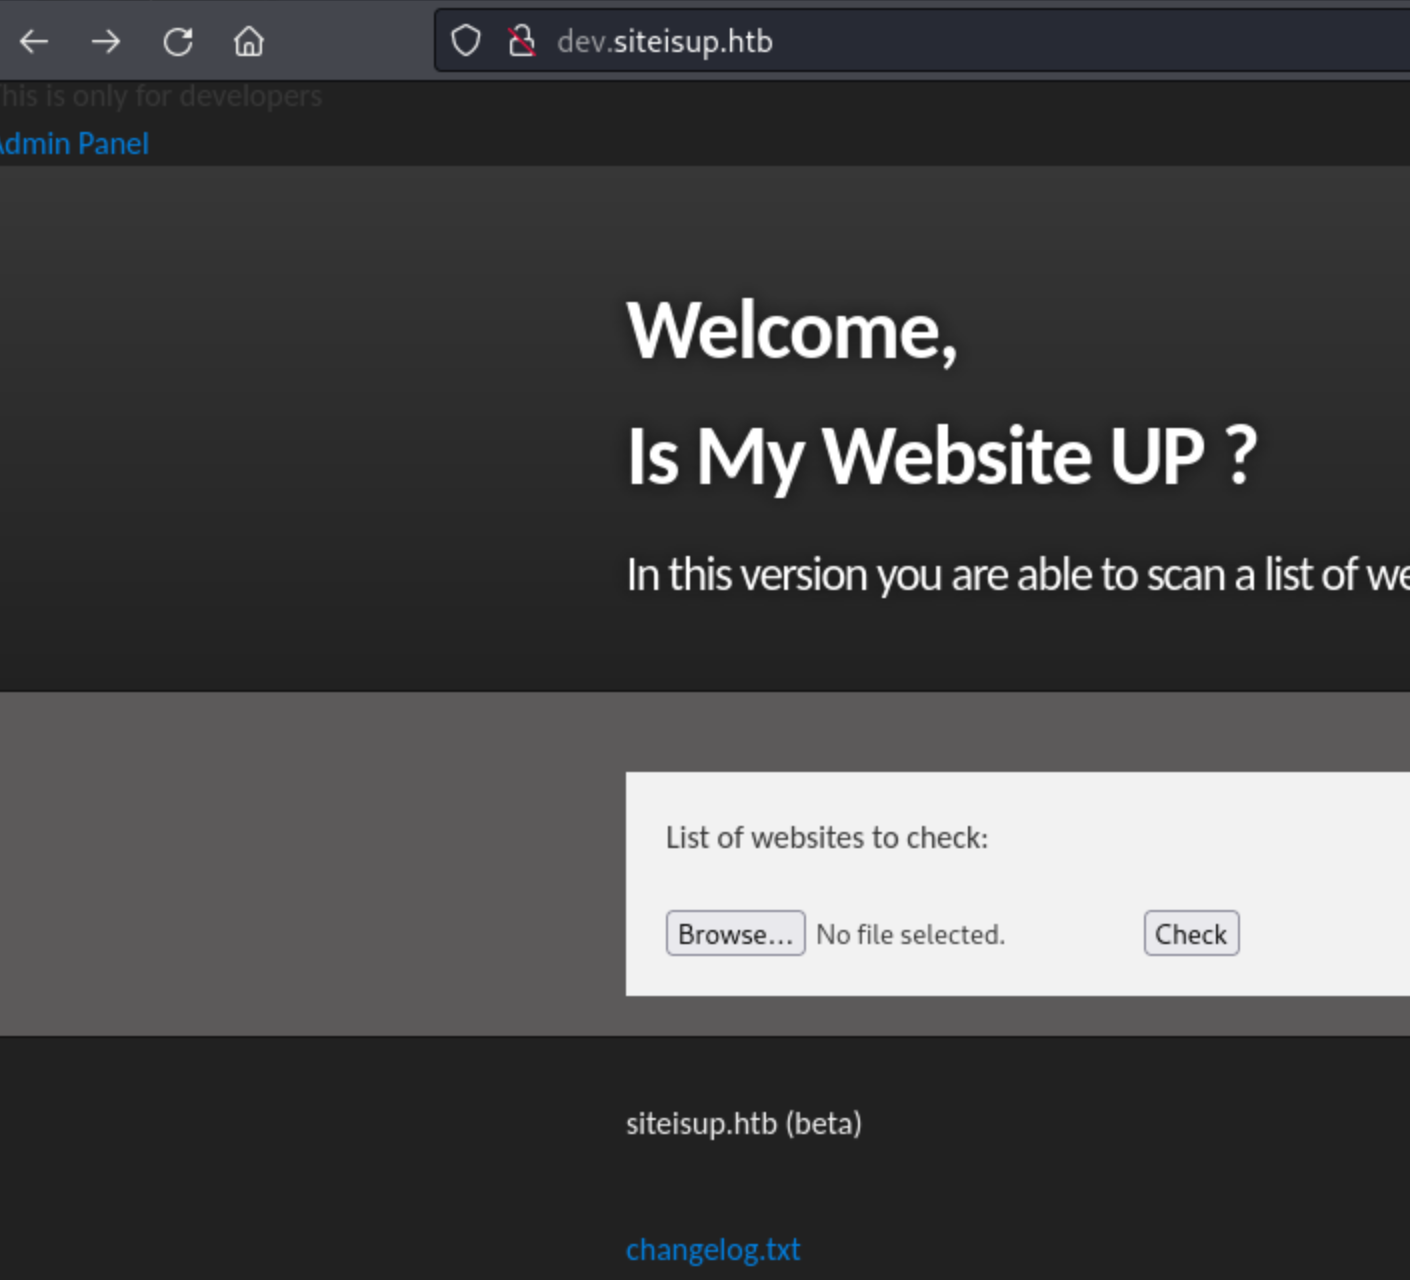 dev.siteisup.htb
his is only for developers
Admin Panel
Welcome,
Is My Website UP ?
In this version you are able to scan a list of we
List of websites to check:
Browse... No file selected. Check
siteisup.htb (beta)
changelog.txt